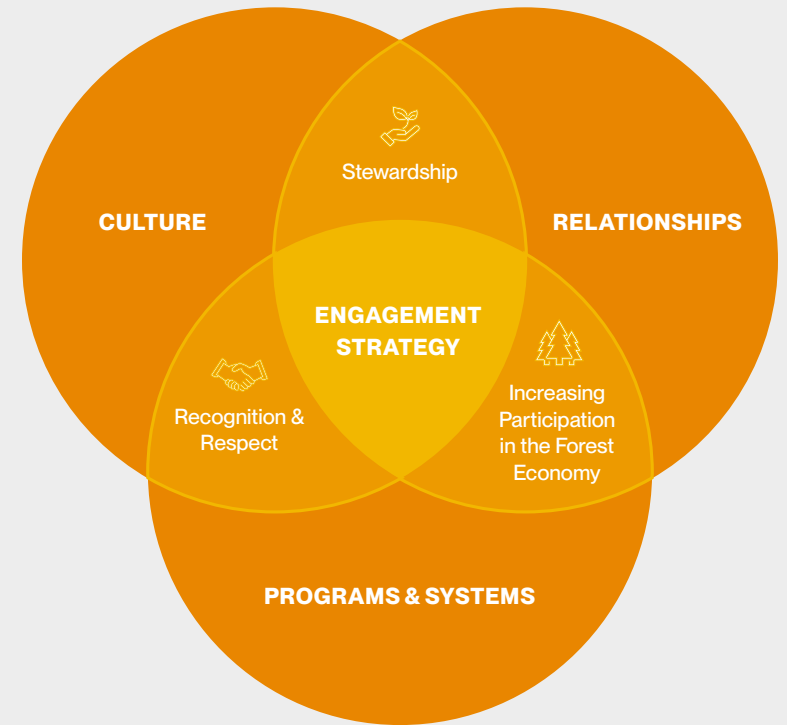 Stewardship
CULTURE
RELATIONSHIPS
ENGAGEMENT
STRATEGY
Recognition &
Respect
Increasing
Participation
in the Forest
Economy
PROGRAMS & SYSTEMS